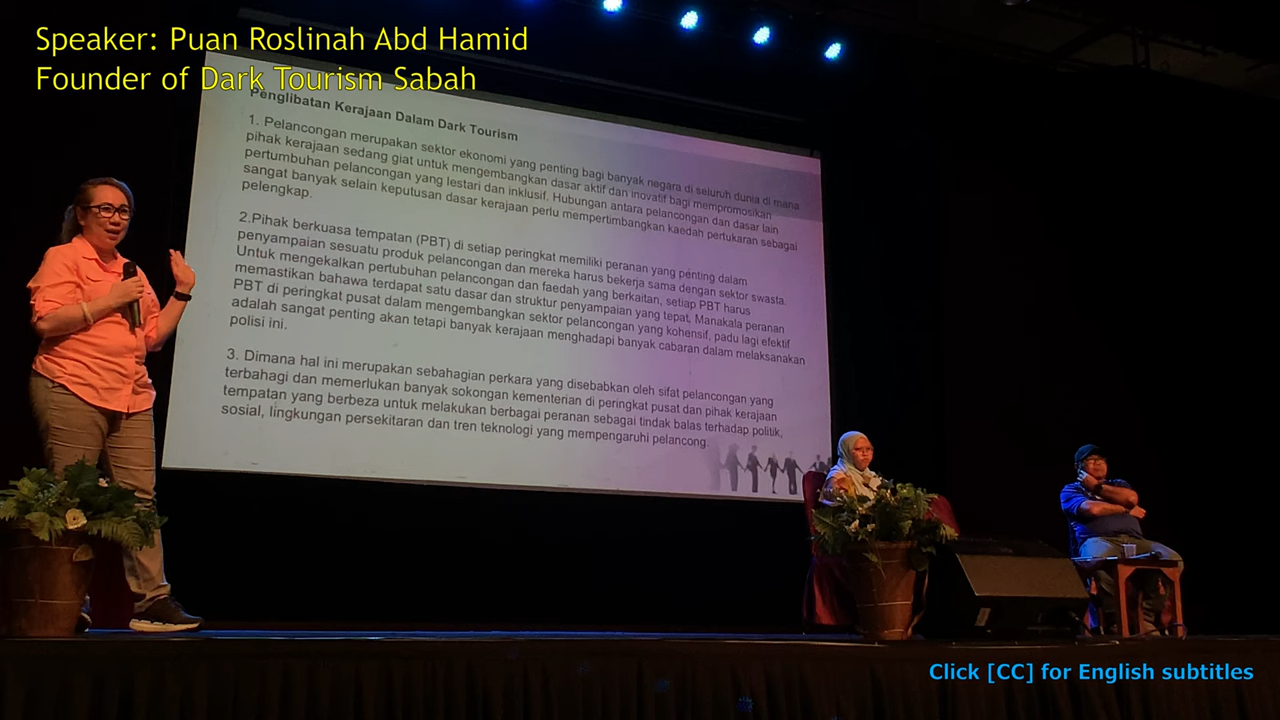 Speaker: Puan Roslinah Abd Hamid
Founder of Dark Tourism Sabah
Penglibatan Kerajaan Dalam Dark Tourism
1. Pelancongan merupakan sektor ekonomi yang penting bagi banyak negara di seluruh dunia di mana
pihak kerajaan sedang giat untuk mengembangkan dasar aktif dan inovatif bagi mempromosikan
pertumbuhan pelancongan yang lestari dan inklusif. Hubungan antara pelancongan dan dasar lain
sangat banyak selain keputusan dasar kerajaan perlu mempertimbangkan kaedah pertukaran sebagai
pelengkap.
2.Pihak berkuasa tempatan (PBT) di setiap peringkat memiliki peranan yang penting dalam
penyampaian sesuatu produk pelancongan dan mereka harus bekerja sama dengan sektor swasta.
Untuk mengekalkan pertubuhan pelancongan dan faedah yang berkaitan, setiap PBT harus
memastikan bahawa terdapat satu dasar dan struktur penyampaian yang tepat. Manakala peranan
PBT di peringkat pusat dalam mengembangkan sektor pelancongan yang kohensif, padu lagi efektif
adalah sangat penting akan tetapi banyak kerajaan menghadapi banyak cabaran dalam melaksanakan
polisi ini.
3. Dimana hal ini merupakan sebahagian perkara yang disebabkan oleh sifat pelancongan yang
terbahagi dan memerlukan banyak sokongan kementerian di peringkat pusat dan pihak kerajaan
tempatan yang berbeza untuk melakukan berbagai peranan sebagai tindak balas terhadap politik,
sosial, lingkungan persekitaran dan tren teknologi yang mempengaruhi pelancong.
Click [CC] for English subtitles